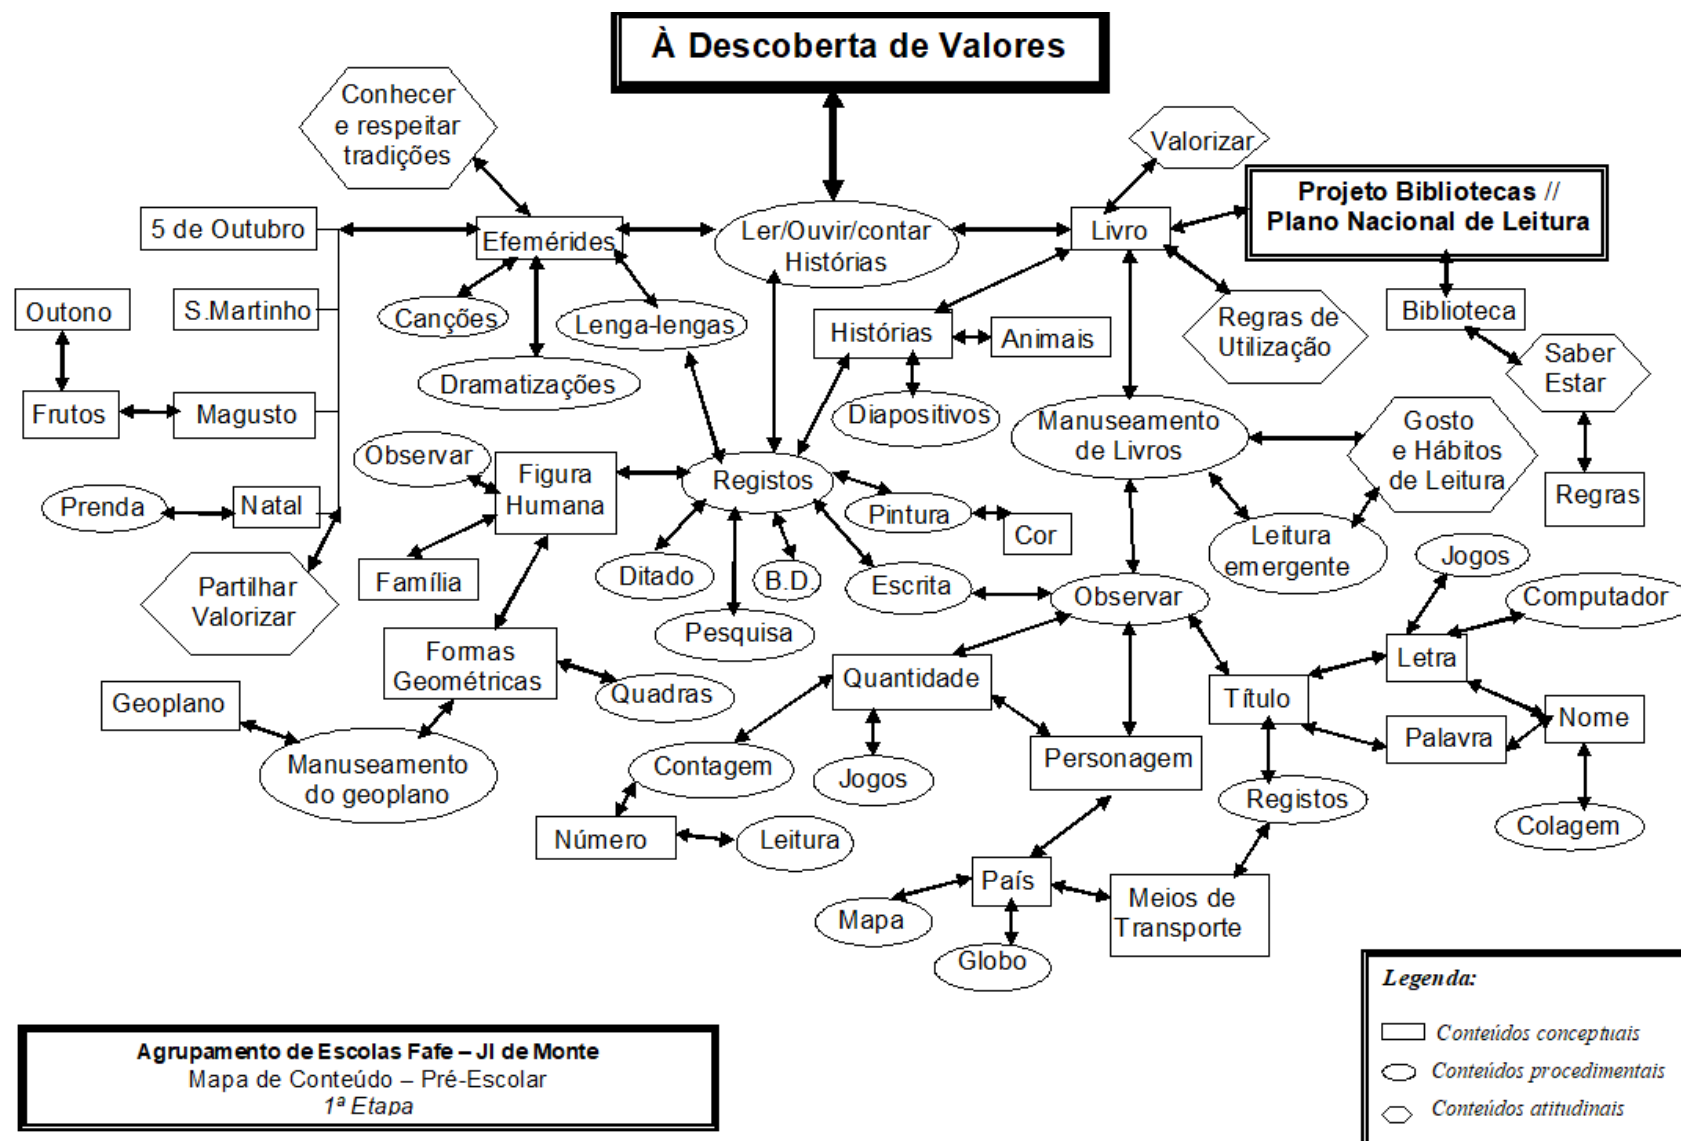 À Descoberta de Valores
Conhecer
e respeitar
tradições
Valorizar
Projeto Bibliotecas //
Plano Nacional de Leitura
5 de Outubro
Efemérides
Ler/Ouvir/contar
Histórias
Livro
Outono
S.Martinho
Canções
Lenga-lengas
Histórias
Animais
Regras de
Utilização
Biblioteca
Saber
Estar
Dramatizações
Frutos
Magusto
Diapositivos
Manuseamento
de Livros
Gosto
e Hábitos
de Leitura
Observar
Figura
Humana
Registos
Regras
Prenda
Natal
Pintura
Cor
Leitura
emergente
Jogos
Partilhar
Valorizar
Família
Ditado
B.D.
Escrita
Observar
Computador
Pesquisa
Formas
Geométricas
Quadras
Quantidade
Título
Letra
Geoplano
Nome
Palavra
Manuseamento
do geoplano
Contagem
Jogos
Personagem
Registos
Colagem
Número
Leitura
País
Mapa
Meios de
Transporte
Globo
Legenda:
Conteúdos conceptuais
Conteúdos procedimentais
Conteúdos atitudinais
Agrupamento de Escolas Fafe – JI de Monte
Mapa de Conteúdo – Pré-Escolar
1ª Etapa